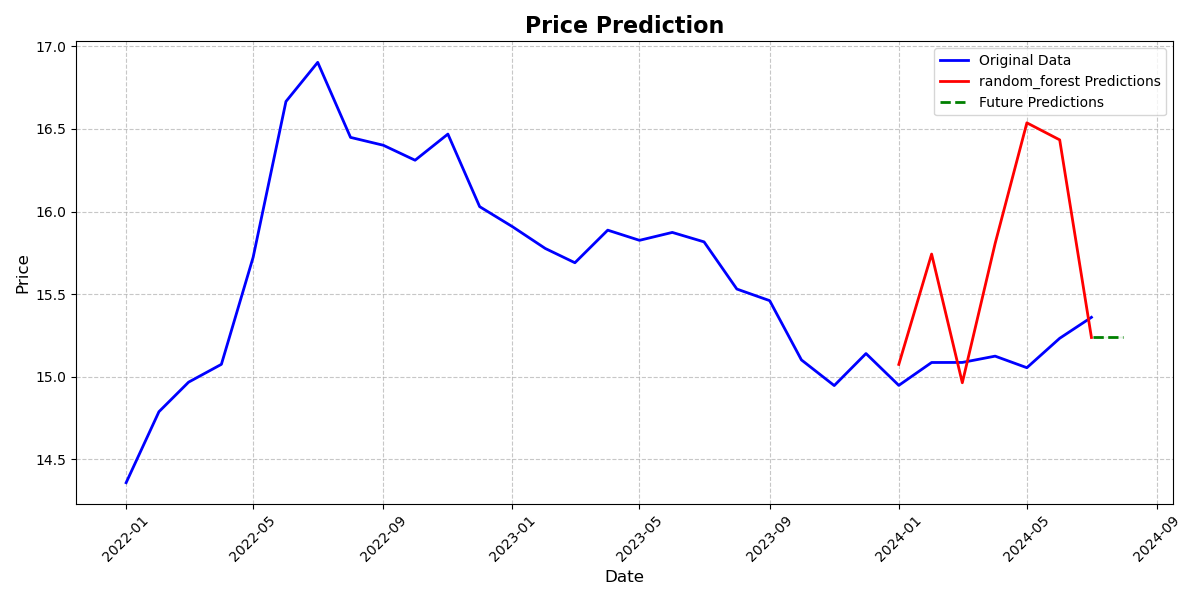 Price Prediction
Original Data
random_forest Predictions
Future Predictions
17.0
16.5
16.0
15.5
15.0
14.5
Price
2022-01
2022-05
2022-09
2023-01
2023-05
2023-09
2024-01
2024-05
2024-09
Date